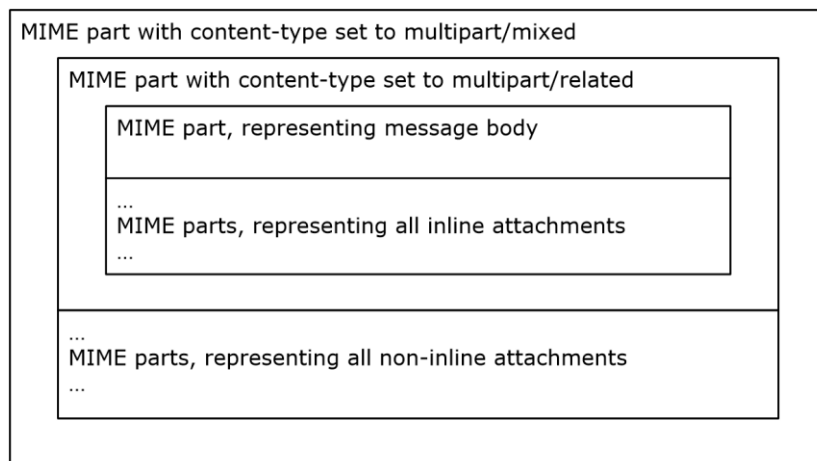 MIME part with content-type set to multipart/mixed
MIME part with content-type set to multipart/related
MIME part, representing message body
...
MIME parts, representing all inline attachments
...
...
MIME parts, representing all non-inline attachments
...